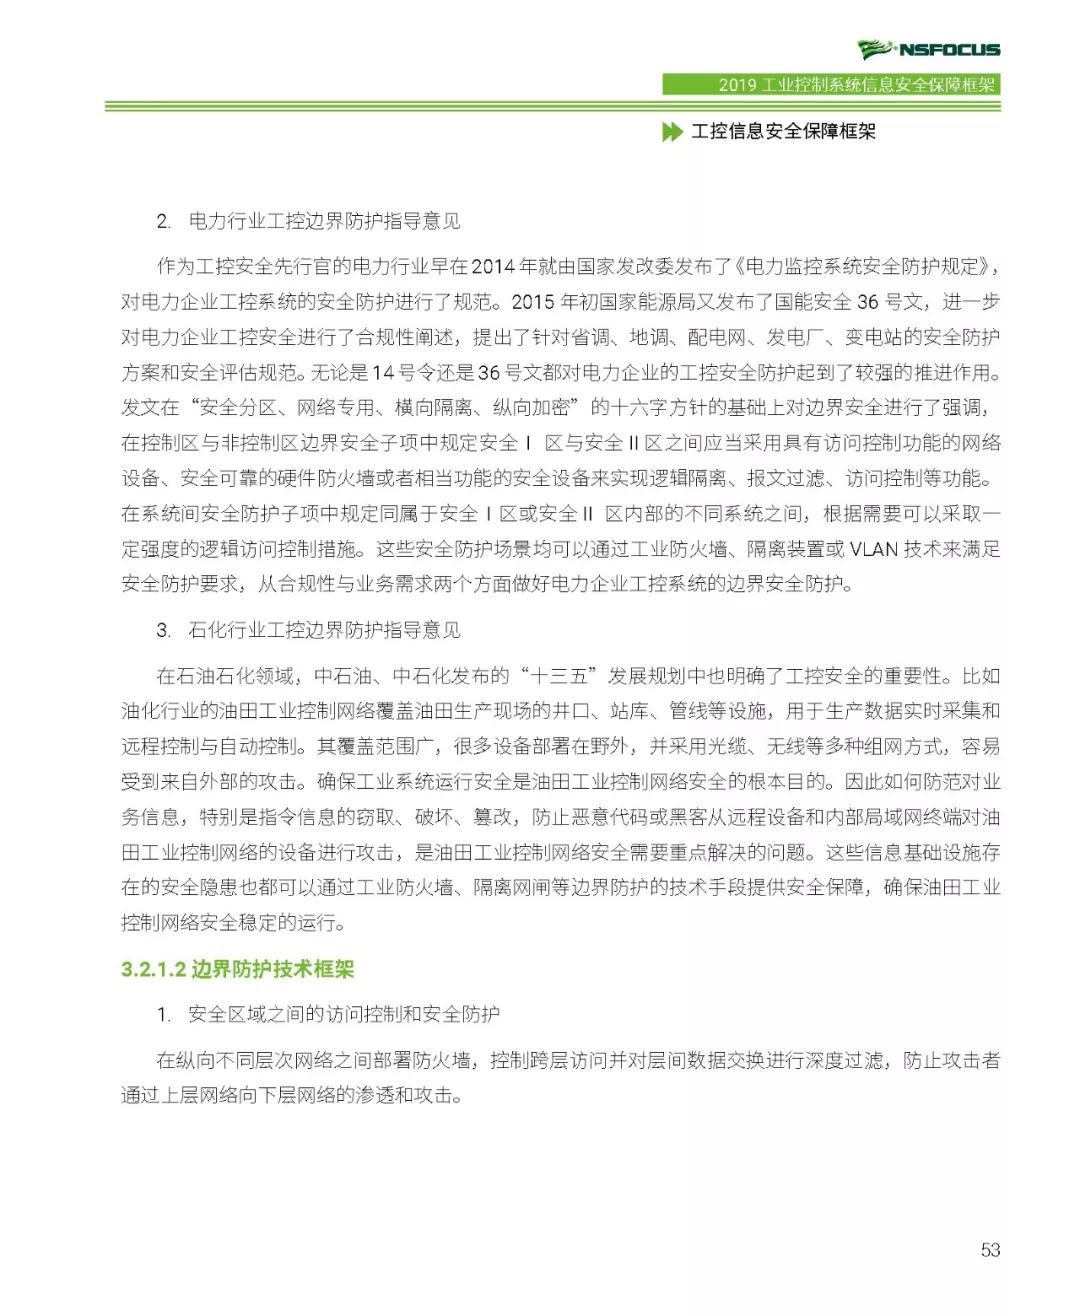 NSFOCUS
2019 工业控制系统信息安全保障框架
工控信息安全保障框架
2. 电力行业工控边界防护指导意见
作为工控安全先行官的电力行业早在 2014 年就由国家发改委发布了《电力监控系统安全防护规定》,
对电力企业工控系统的安全防护进行了规范。2015 年初国家能源局又发布了国能安全 36 号文，进一步
对电力企业工控安全进行了合规性阐述，提出了针对省调、地调、配电网、发电厂、变电站的安全防护
方案和安全评估规范。无论是 14 号令还是 36 号文都对电力企业的工控安全防护起到了较强的推进作用。
发文在“安全分区、网络专用、横向隔离、纵向加密”的十六字方针的基础上对边界安全进行了强调，
在控制区与非控制区边界安全子项中规定安全 I 区与安全 II 区之间应当采用具有访问控制功能的网络
设备、安全可靠的硬件防火墙或者相当功能的安全设备来实现逻辑隔离、报文过滤、访问控制等功能。
在系统间安全防护子项中规定同属于安全 I 区或安全 II 区内部的不同系统之间，根据需要可以采取一
定强度的逻辑访问控制措施。这些安全防护场景均可以通过工业防火墙、隔离装置或 VLAN 技术来满足
安全防护要求，从合规性与业务需求两个方面做好电力企业工控系统的边界安全防护。
3. 石化行业工控边界防护指导意见
在石油石化领域，中石油、中石化发布的“十三五”发展规划中也明确了工控安全的重要性。比如
油化行业的油田工业控制网络覆盖油田生产现场的井口、站库、管线等设施，用于生产数据实时采集和
远程控制与自动控制。其覆盖范围广，很多设备部署在野外，并采用光缆、无线等多种组网方式，容易
受到来自外部的攻击。确保工业系统运行安全是油田工业控制网络安全的根本目的。因此如何防范对业
务信息，特别是指令信息的窃取、破坏、篡改，防止恶意代码或黑客从远程设备和内部局域网终端对油
田工业控制网络的设备进行攻击，是油田工业控制网络安全需要重点解决的问题。这些信息基础设施存
在的安全隐患也都可以通过工业防火墙、隔离网闸等边界防护的技术手段提供安全保障，确保油田工业
控制网络安全稳定的运行。
3.2.1.2 边界防护技术框架
1. 安全区域之间的访问控制和安全防护
在纵向不同层次网络之间部署防火墙，控制跨层访问并对层间数据交换进行深度过滤，防止攻击者
通过上层网络向下层网络的渗透和攻击。
53